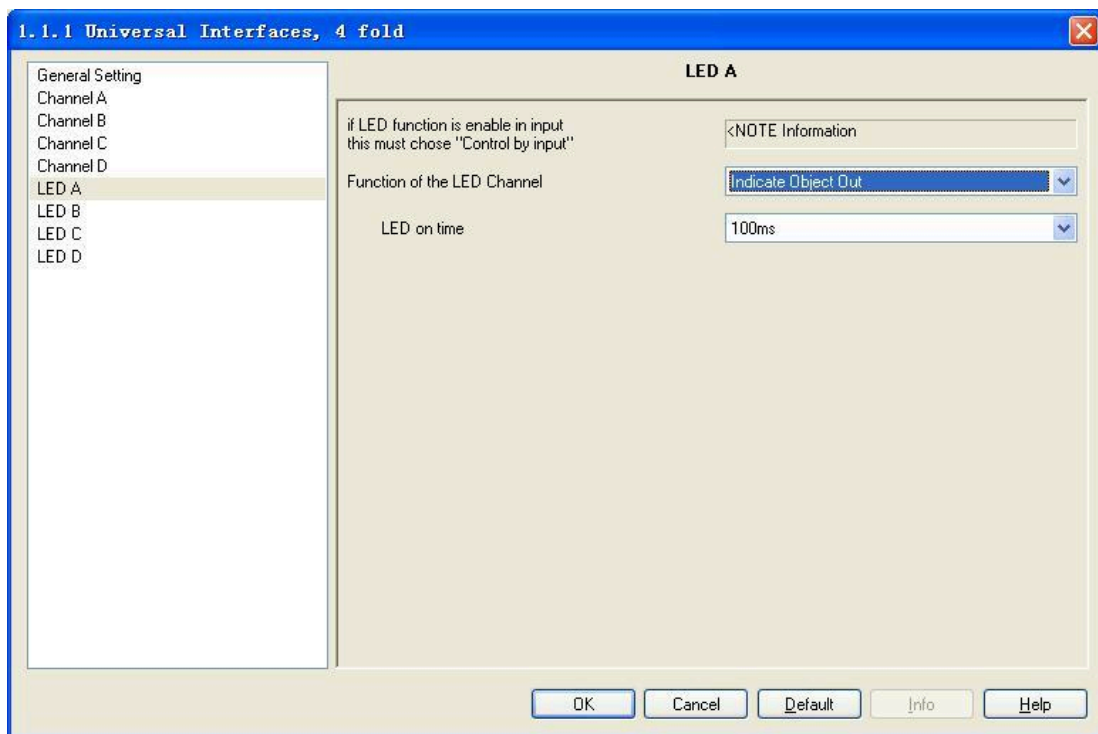 1.1.1 Universal Interfaces, 4 fold
General Setting
Channel A
Channel B
Channel C
Channel D
LED A
LED B
LED C
LED D
LED A
if LED function is enable in input
this must chose "Control by input"
<NOTE Information
Function of the LED Channel
Indicate Object Out
LED on time
100ms
OK
Cancel
Default
Info
Help